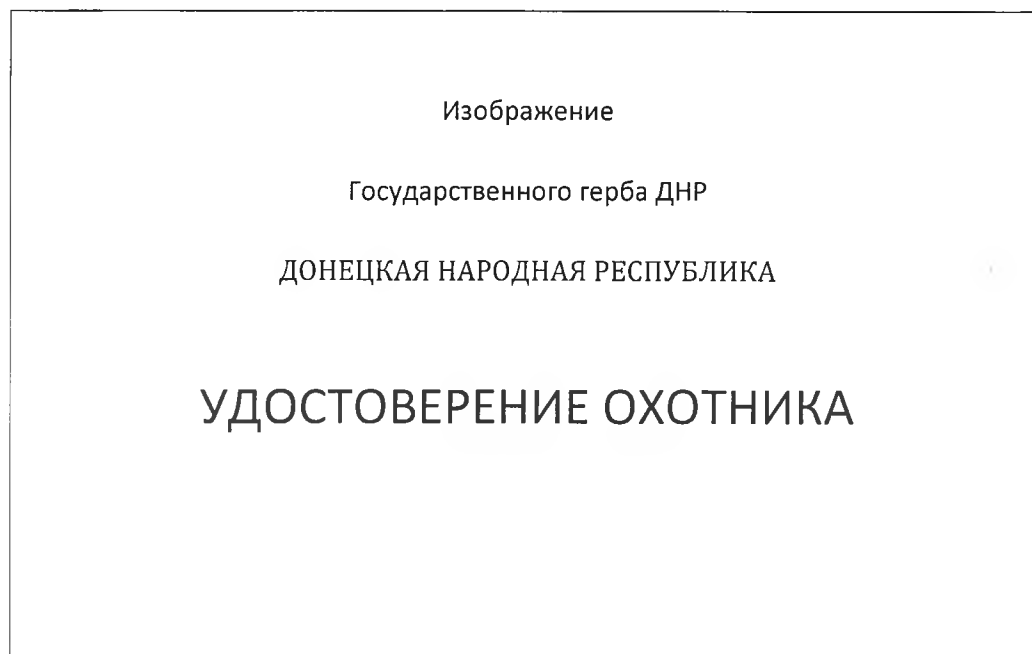 Изображение
Государственного герба ДНР
ДОНЕЦКАЯ НАРОДНАЯ РЕСПУБЛИКА
УДОСТОВЕРЕНИЕ ОХОТНИКА